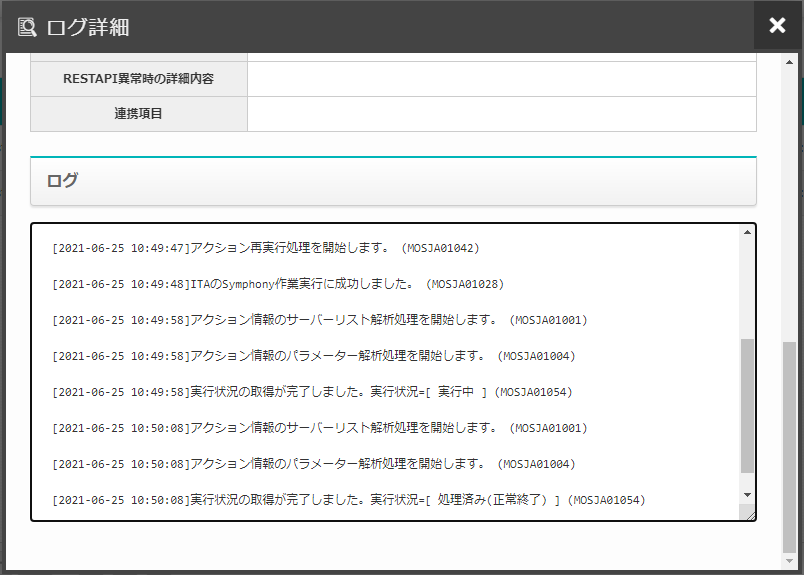 ログ詳細
RESTAPI異常時の詳細内容
連携項目
ログ
[2021-06-25 10:49:47]アクション再実行処理を開始します。 (MOSJA01042)
[2021-06-25 10:49:48]ITAのSymphony作業実行に成功しました。 (MOSJA01028)
[2021-06-25 10:49:58]アクション情報のサーバーリスト解析処理を開始します。 (MOSJA01001)
[2021-06-25 10:49:58]アクション情報のパラメーター解析処理を開始します。 (MOSJA01004)
[2021-06-25 10:49:58]実行状況の取得が完了しました。実行状況=[ 実行中 ] (MOSJA01054)
[2021-06-25 10:50:08]アクション情報のサーバーリスト解析処理を開始します。 (MOSJA01001)
[2021-06-25 10:50:08]アクション情報のパラメーター解析処理を開始します。 (MOSJA01004)
[2021-06-25 10:50:08]実行状況の取得が完了しました。実行状況=[ 処理済み(正常終了) ] (MOSJA01054)